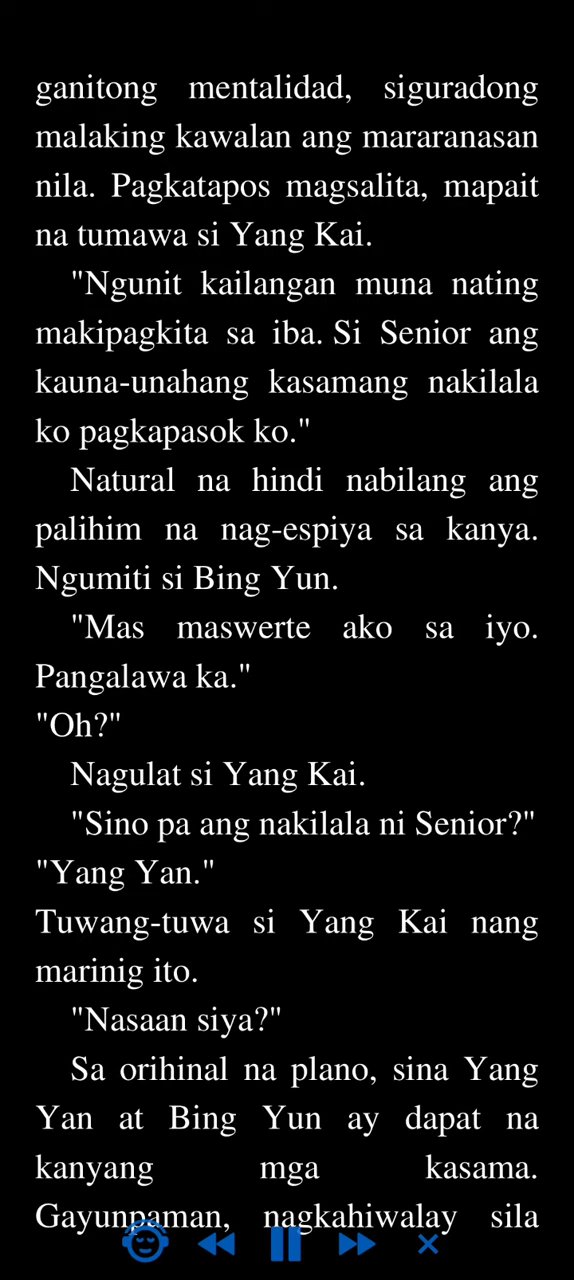 ganitong mentalidad, siguradong
malaking kawalan ang mararanasan
nila. Pagkatapos magsalita, mapait
na tumawa si Yang Kai.
"Ngunit kailangan muna nating
makipagkita sa iba. Si Senior ang
kauna-unahang kasamang nakilala
ko pagkapasok ko."
Natural na hindi nabilang ang
palihim na nag-espiya sa kanya.
Ngumiti si Bing Yun.
"Mas maswerte ako sa iyo.
Pangalawa ka."
"Oh?"
Nagulat si Yang Kai.
"Sino pa ang nakilala ni Senior?"
"Yang Yan."
Tuwang-tuwa si Yang Kai nang
marinig ito.
"Nasaan siya?"
Sa orihinal na plano, sina Yang
Yan at Bing Yun ay dapat na
kanyang mga kasama.
Gayunpaman, nagkahiwalay sila